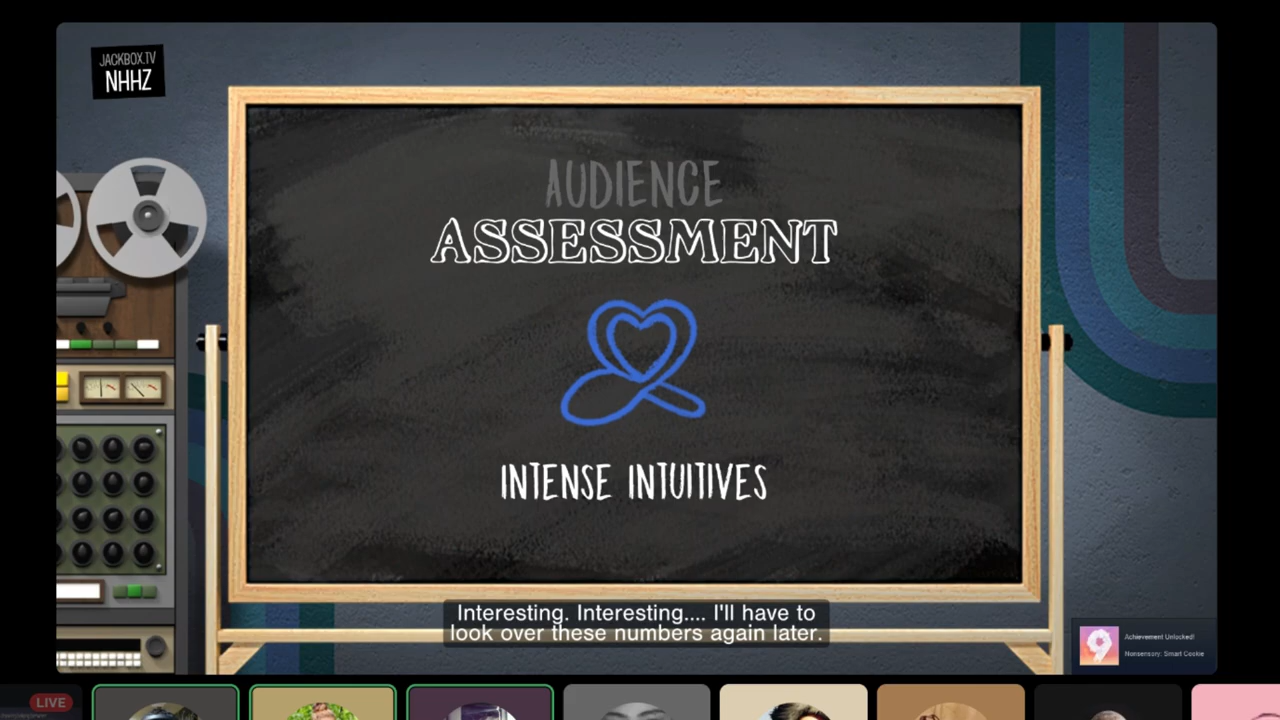 JACKBOX.TV
NHHZ
AUDIENCE
ASSESSMENT
INTENSE INTUITIVES
Interesting. Interesting.... I'll have to
look over these numbers again later.
9
Achievement Unlocked!
Nonsensory: Smart Cookie
LIVE